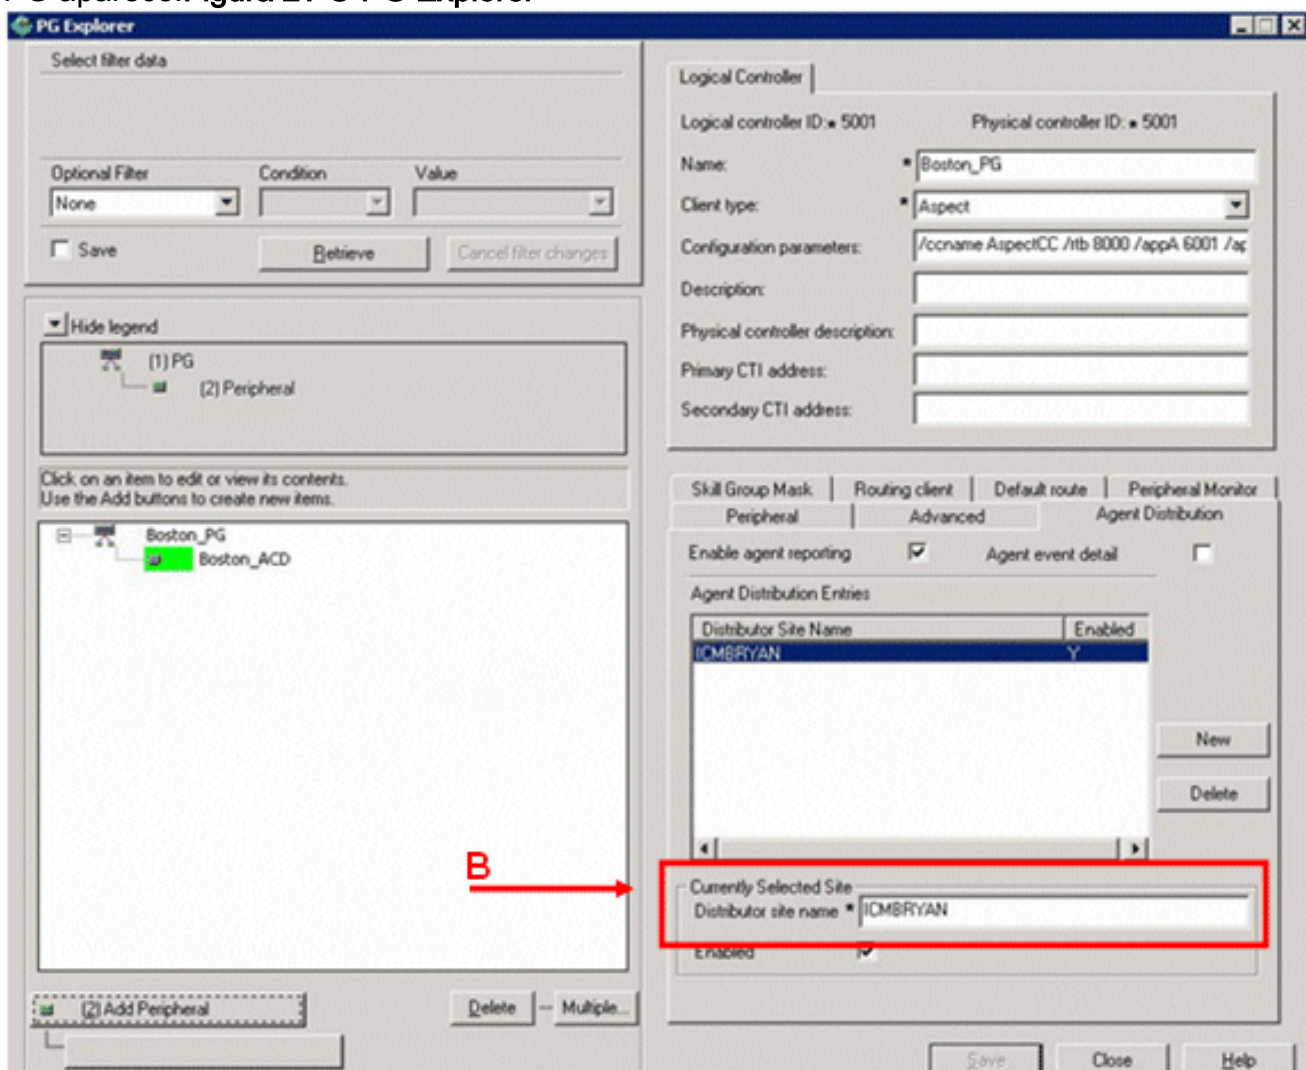 PG Explorer
Select filter data
Optional Filter Condition Value
None
Save Retrieve Cancel filter changes
Hide legend
(1) PG
(2) Peripheral
Click on an item to edit or view its contents.
Use the Add buttons to create new items.
Boston_PG
Boston_ACD
B
(2) Add Peripheral Delete -- Multiple...
Logical Controller
Logical controller ID: 5001 Physical controller ID: 5001
Name: * Boston_PG
Client type: * Aspect
Configuration parameters: /ccname AspectCC /rtb 8000 /appA 6001 /ap
Description:
Physical controller description:
Primary CTI address:
Secondary CTI address:
Skill Group Mask Routing client Default route Peripheral Monitor
Peripheral Advanced Agent Distribution
Enable agent reporting Agent event detail
Agent Distribution Entries
Distributor Site Name Enabled
ICMBRYAN Y
New
Delete
Currently Selected Site
Distributor site name * ICMBRYAN
Enabled
Save Close Help